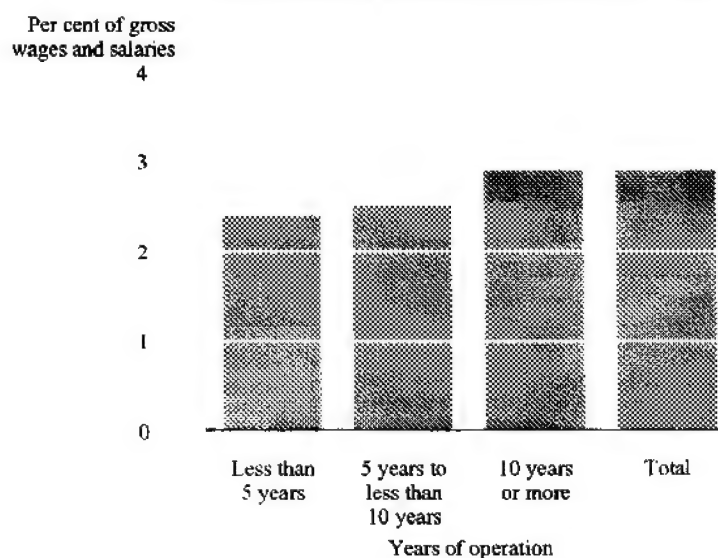 Per cent of gross
wages and salaries
4
3
2
1
0
Less than
5 years
5 years to
less than
10 years
10 years
or more
Total
Years of operation